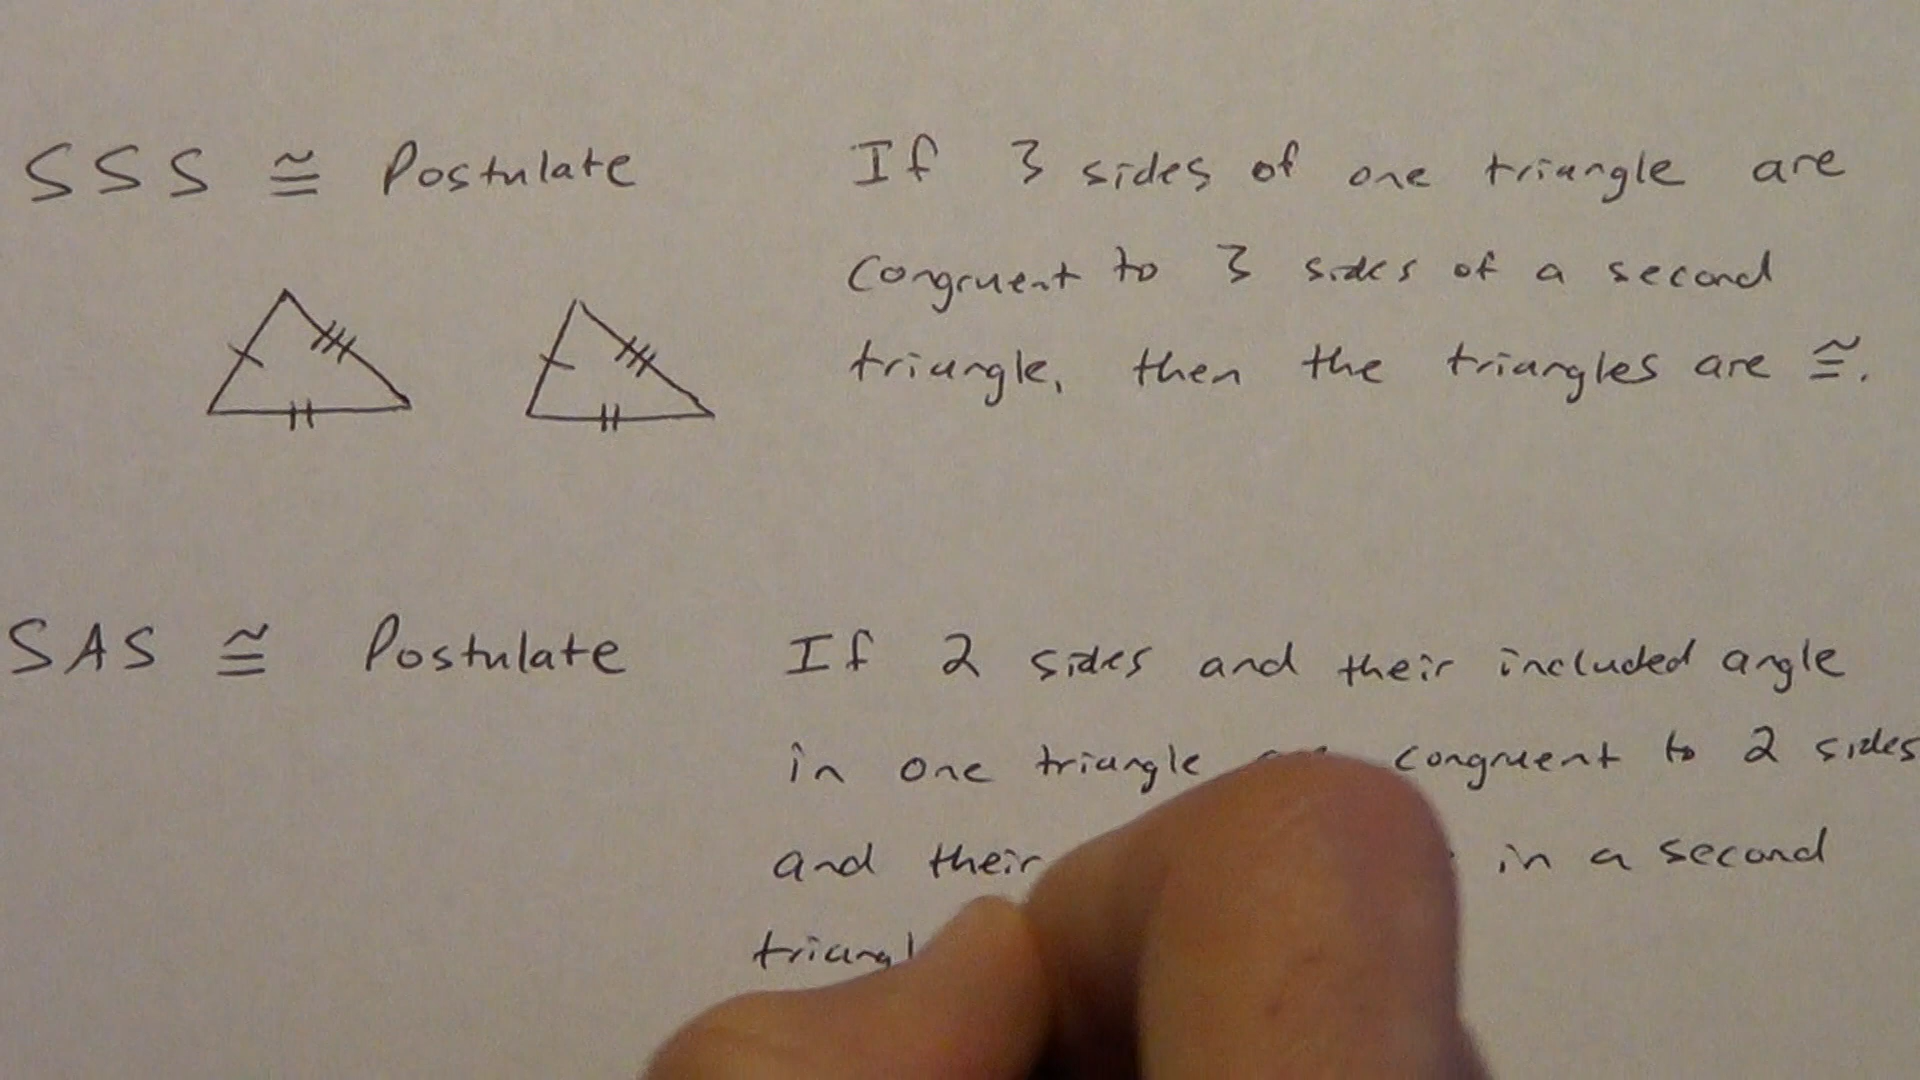 SSS ≅ Postulate
If 3 sides of one triangle are
congruent to 3 sides of a second
triangle, then the triangles are ≅.
SAS ≅ Postulate
If 2 sides and their included angle
in one triangle congruent to 2 sides
and their in a second